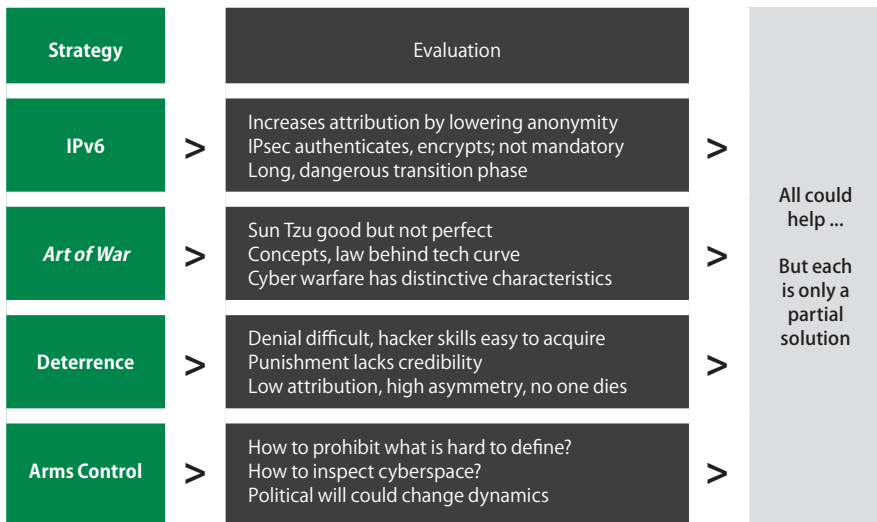 Strategy
Evaluation
IPv6
>
Increases attribution by lowering anonymity
IPsec authenticates, encrypts; not mandatory
Long, dangerous transition phase
>
Art of War
>
Sun Tzu good but not perfect
Concepts, law behind tech curve
Cyber warfare has distinctive characteristics
>
Deterrence
>
Denial difficult, hacker skills easy to acquire
Punishment lacks credibility
Low attribution, high asymmetry, no one dies
>
Arms Control
>
How to prohibit what is hard to define?
How to inspect cyberspace?
Political will could change dynamics
>
All could
help ...
But each
is only a
partial
solution